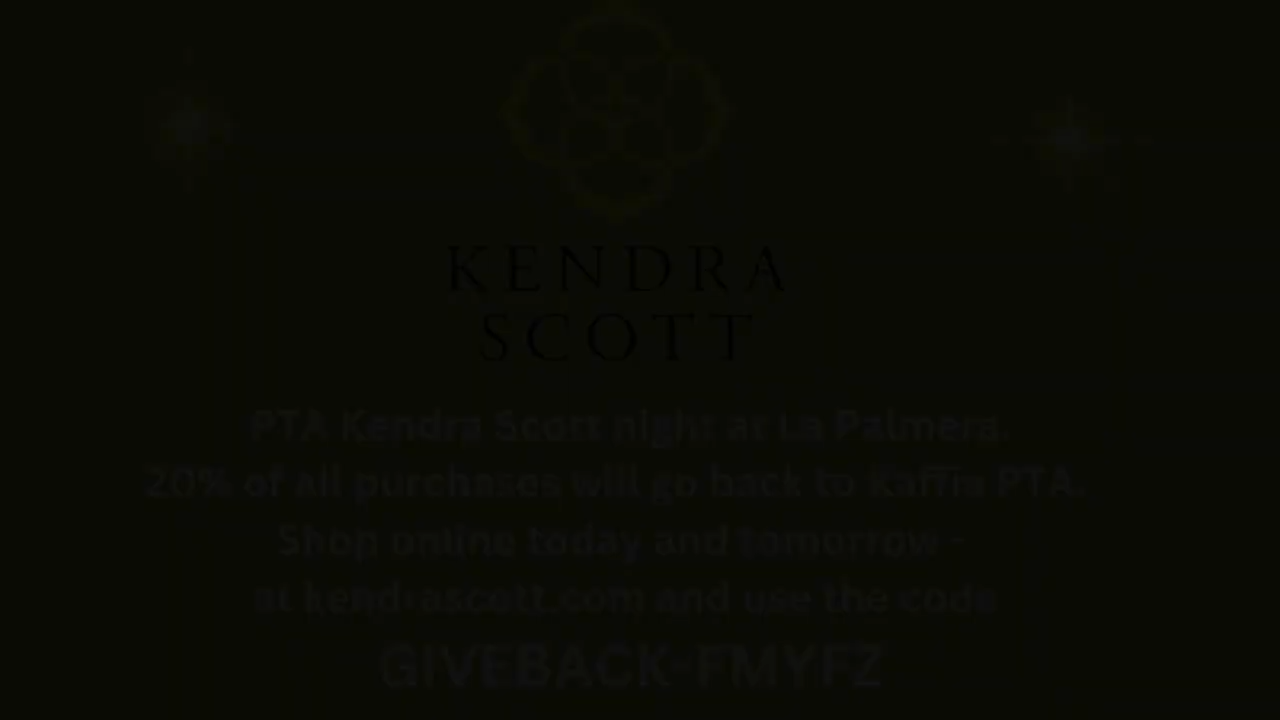 KENDRA
SCOTT
PTA Kendra Scott night at La Palmera.
20% of all purchases will go back to Kaffie PTA.
Shop online today and tomorrow -
at kendrascott.com and use the code
GIVEBACK-FMYFZ